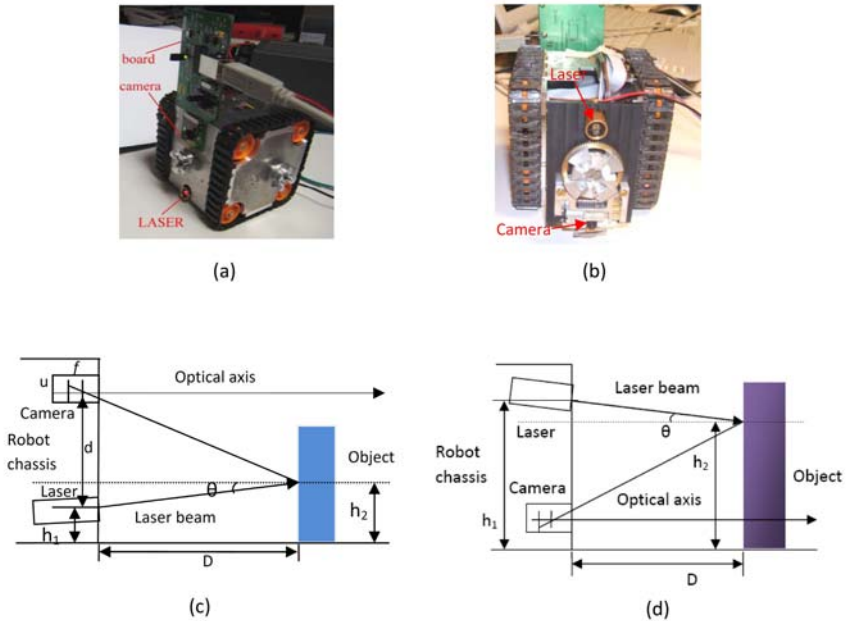 board
camera
LASER
(a)
Laser
Camera
(b)
f
u
Optical axis
Camera
Robot
chassis
d
Laser
θ
Object
h1
Laser beam
h2
D
(c)
Laser beam
θ
Laser
Robot
chassis
h2
Camera
Object
Optical axis
h1
D
(d)